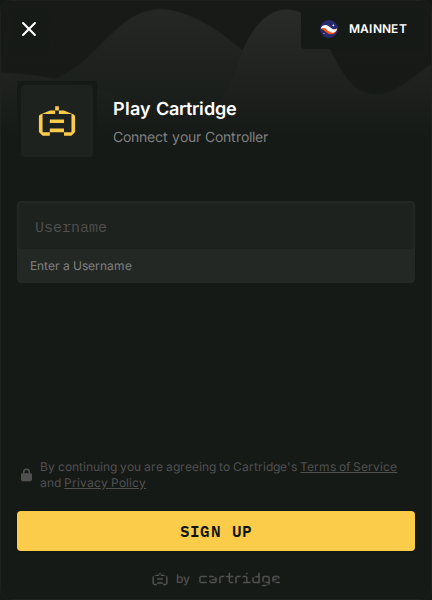 MAINNET
Play Cartridge
Connect your Controller
Username
Enter a Username
By continuing you are agreeing to Cartridge's Terms of Service
and Privacy Policy
SIGN UP
by cartridge